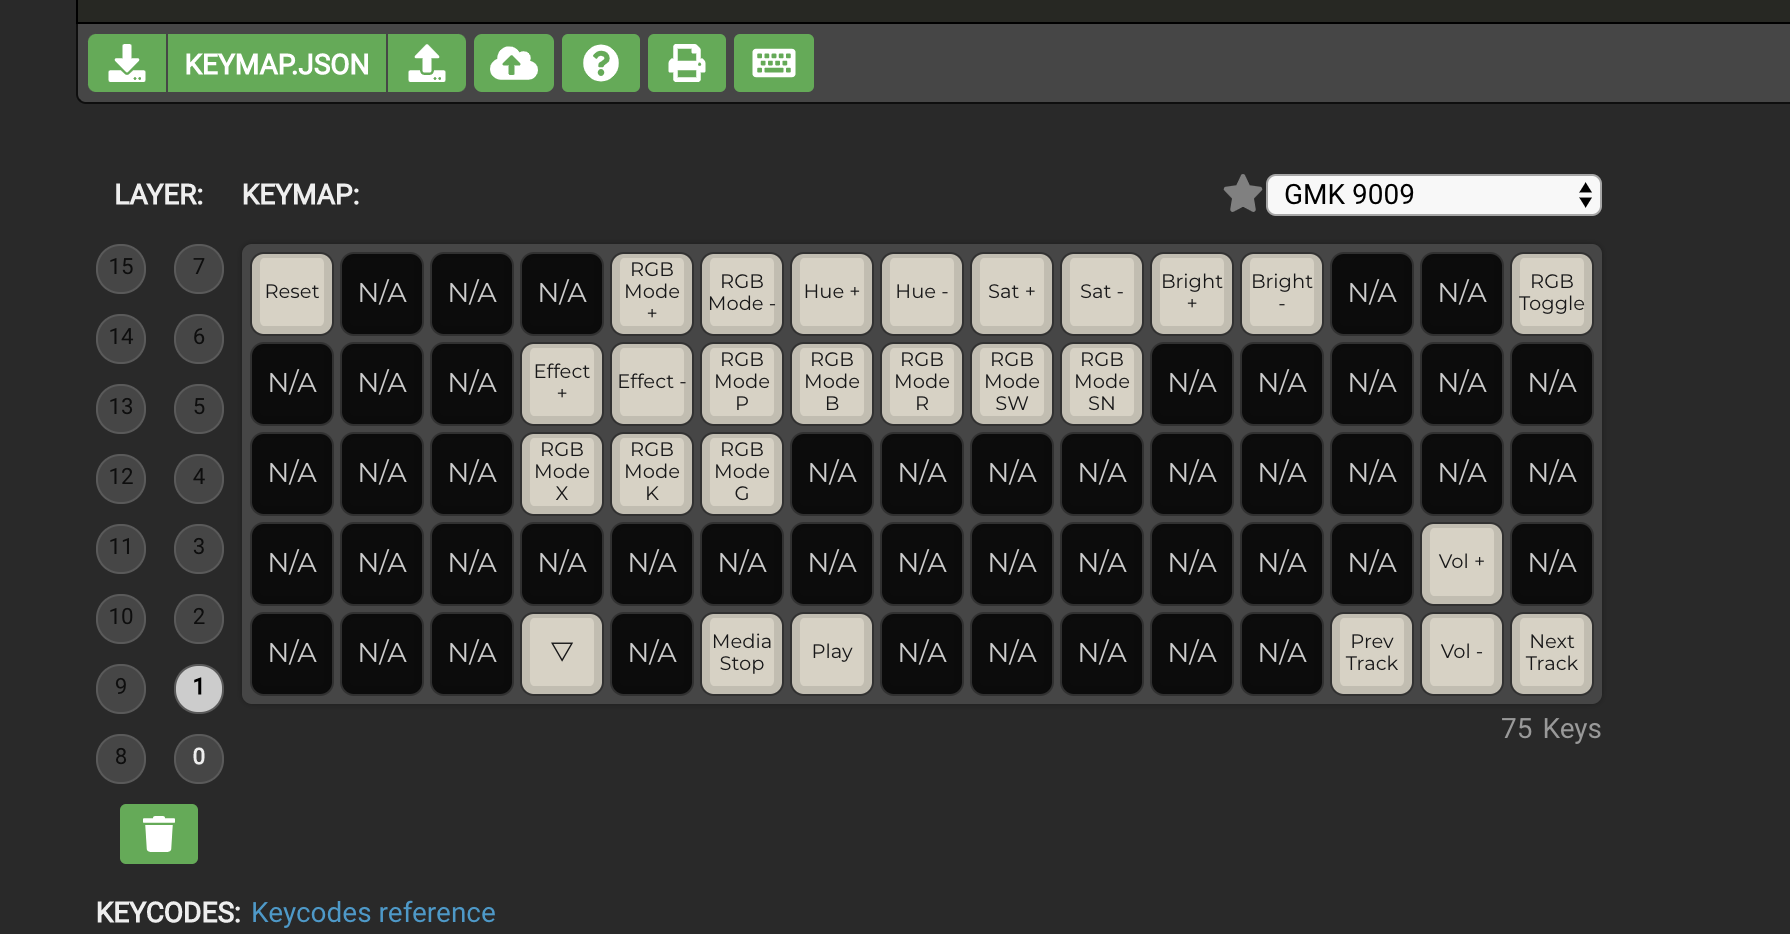 KEYMAP.JSON
LAYER: KEYMAP: GMK 9009
15 7 Reset N/A N/A N/A RGB Mode + RGB Mode - Hue + Hue - Sat + Sat - Bright + Bright - N/A N/A RGB Toggle
14 6 N/A N/A N/A Effect + Effect - RGB Mode P RGB Mode B RGB Mode R RGB Mode SW RGB Mode SN N/A N/A N/A N/A N/A
13 5
12 4 N/A N/A N/A RGB Mode X RGB Mode K RGB Mode G N/A N/A N/A N/A N/A N/A N/A N/A N/A
11 3 N/A N/A N/A N/A N/A N/A N/A N/A N/A N/A N/A N/A N/A Vol + N/A
10 2 N/A N/A N/A ▽ N/A Media Stop Play N/A N/A N/A N/A N/A Prev Track Vol - Next Track
9 1
75 Keys
8 0
KEYCODES: Keycodes reference